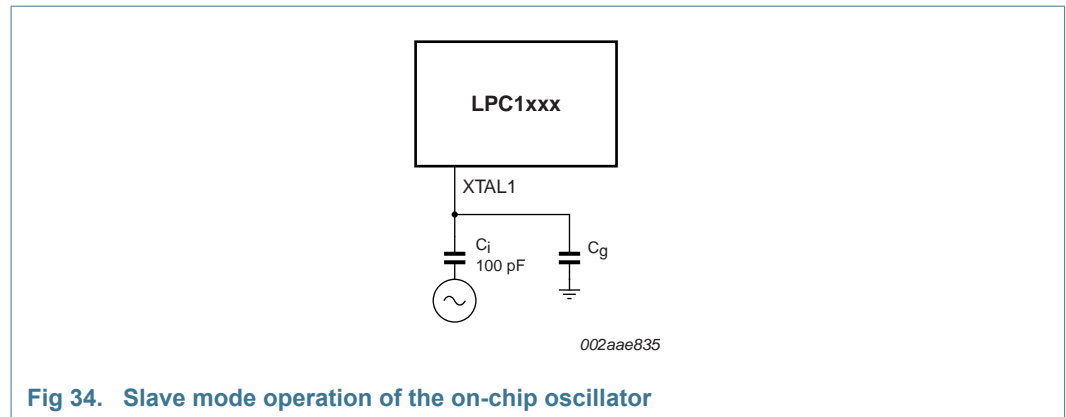 LPC1xxx
XTAL1
Ci
100 pF
Cg
002aae835
Fig 34. Slave mode operation of the on-chip oscillator